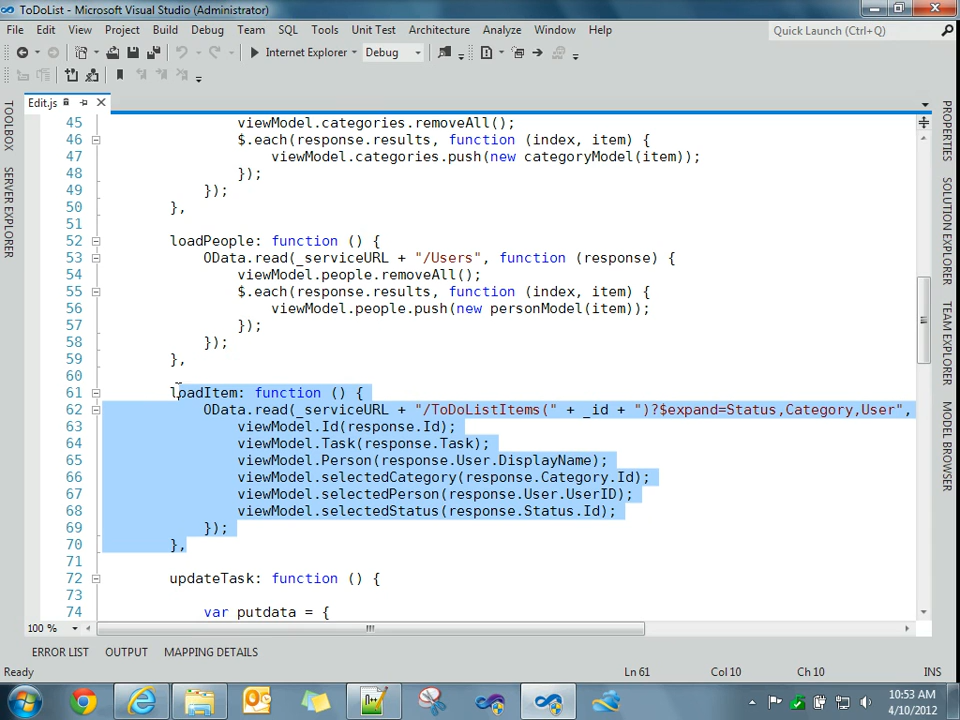 ToDoList - Microsoft Visual Studio (Administrator)
File Edit View Project Build Debug Team SQL Tools Unit Test Architecture Analyze Window Help
Quick Launch (Ctrl+Q)
Internet Explorer Debug
Edit.js
TOOLBOX
SERVER EXPLORER
45 viewModel.categories.removeAll();
46 $.each(response.results, function (index, item) {
47 viewModel.categories.push(new categoryModel(item));
48 });
49 });
50 },
51
52 loadPeople: function () {
53 OData.read(_serviceURL + "/Users", function (response) {
54 viewModel.people.removeAll();
55 $.each(response.results, function (index, item) {
56 viewModel.people.push(new personModel(item));
57 });
58 });
59 },
60
61 loadItem: function () {
62 OData.read(_serviceURL + "/ToDoListItems(" + _id + ")?$expand=Status,Category,User",
63 viewModel.Id(response.Id);
64 viewModel.Task(response.Task);
65 viewModel.Person(response.User.DisplayName);
66 viewModel.selectedCategory(response.Category.Id);
67 viewModel.selectedPerson(response.User.UserID);
68 viewModel.selectedStatus(response.Status.Id);
69 });
70 },
71
72 updateTask: function () {
73
74 var putdata = {
PROPERTIES
SOLUTION EXPLORER
TEAM EXPLORER
MODEL BROWSER
100 %
ERROR LIST OUTPUT MAPPING DETAILS
Ready Ln 61 Col 10 Ch 10 INS
10:53 AM
4/10/2012